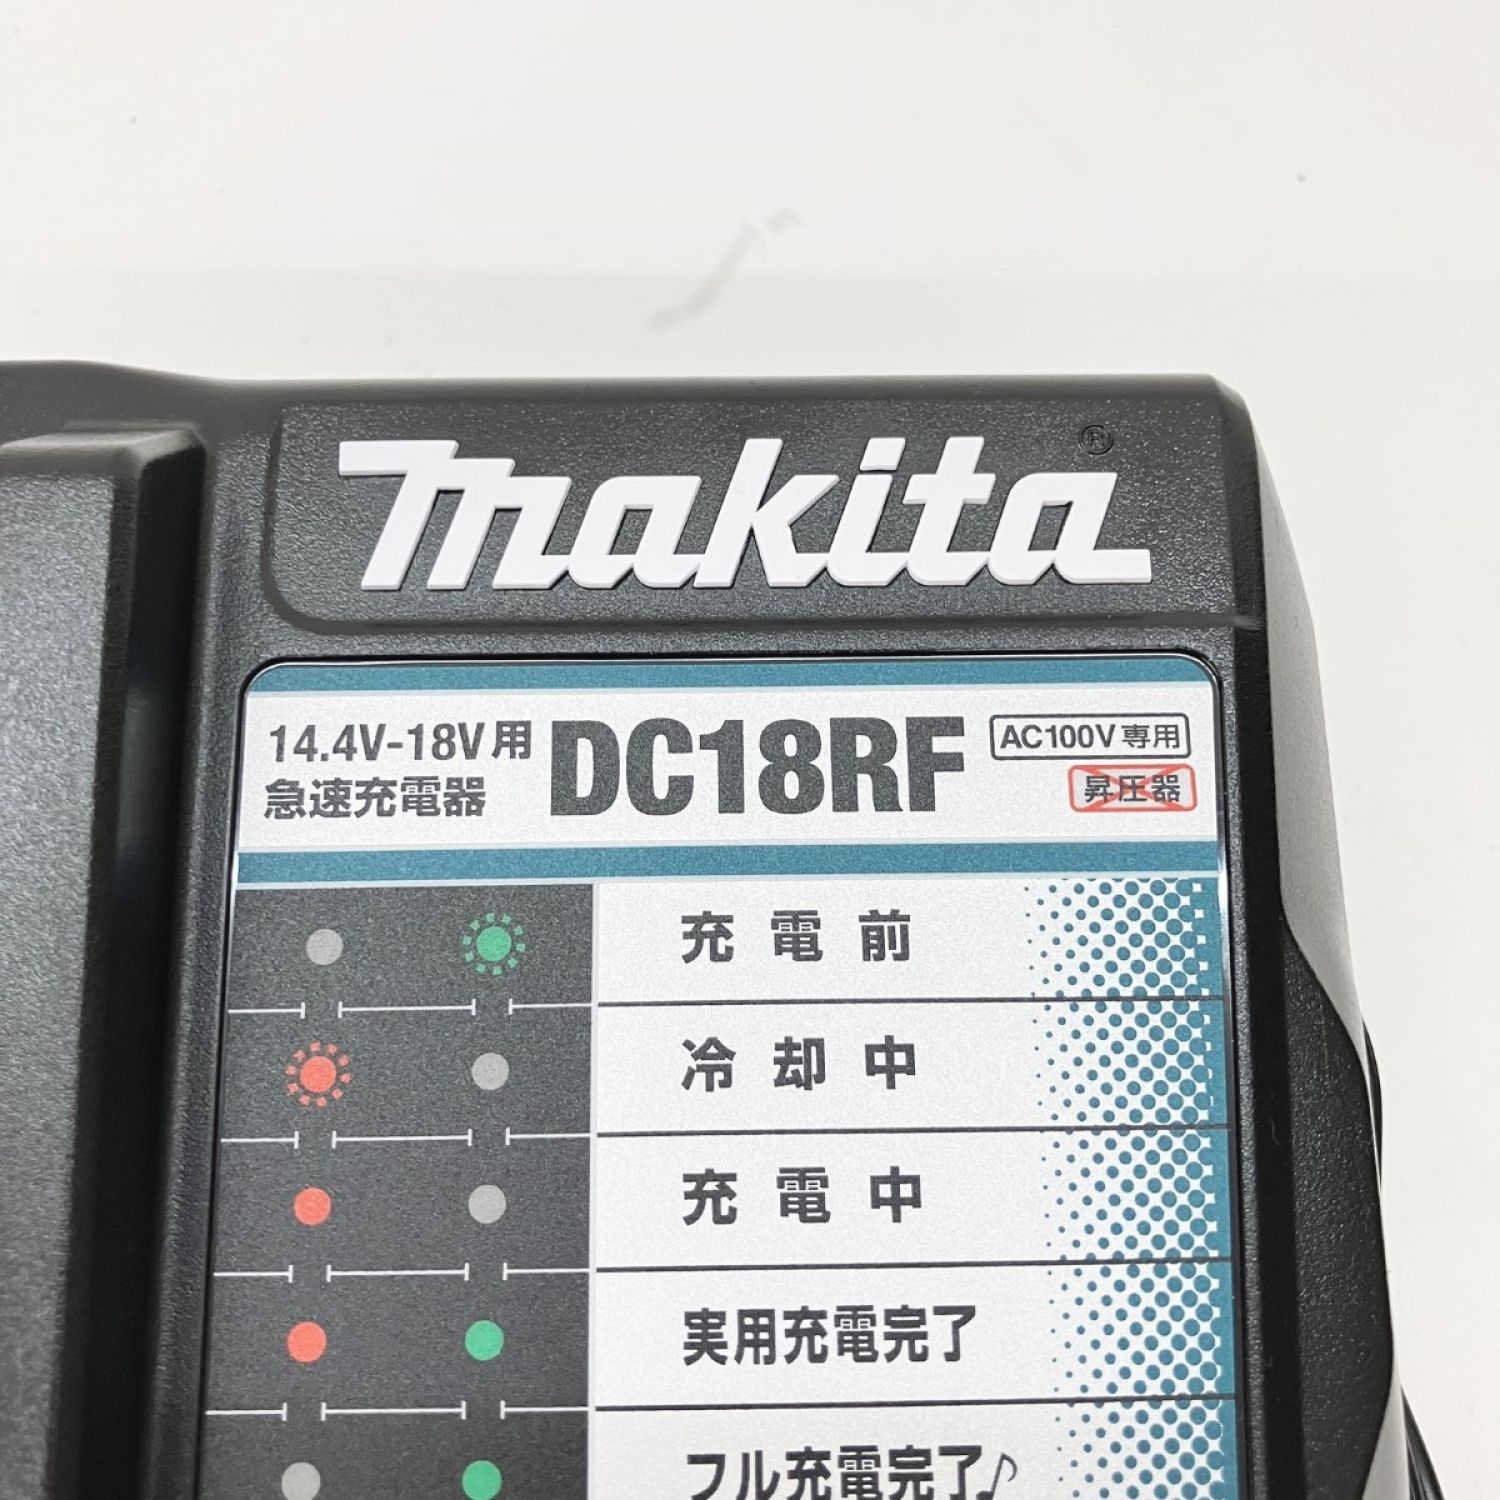 makita®
14.4V-18V用
急速充電器
DC18RF
AC100V専用
昇圧器
充電前
冷却中
充電中
実用充電完了
フル充電完了♪